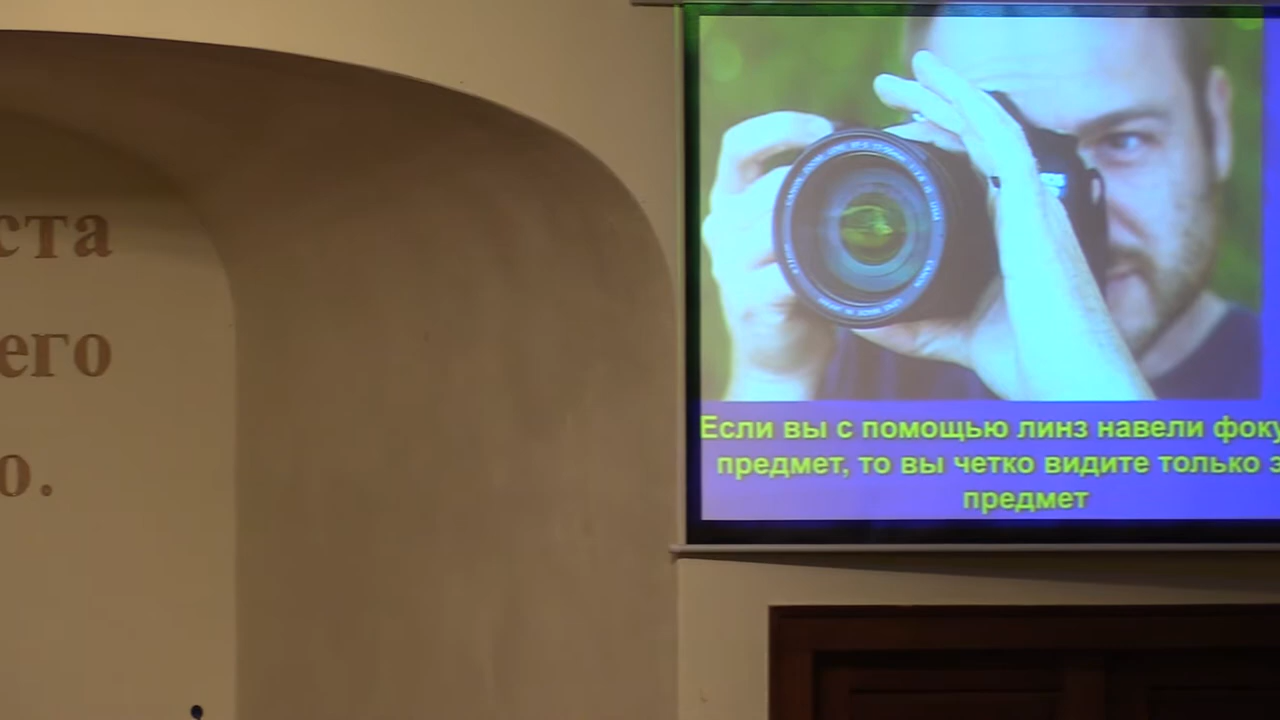 ста
его
о.
Если вы с помощью линз навели фоку
предмет, то вы четко видите только э
предмет